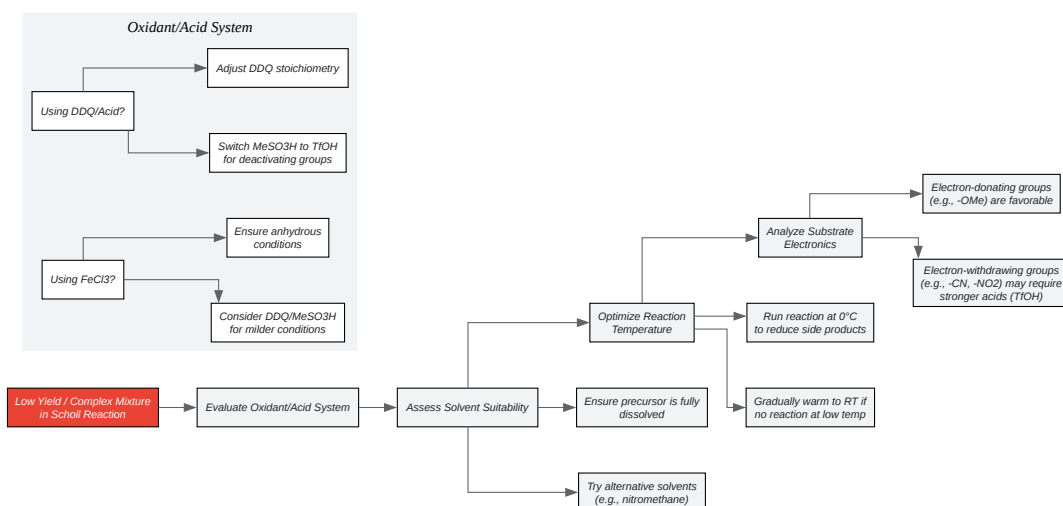 Oxidant/Acid System
Adjust DDQ stoichiometry
Using DDQ/Acid?
Switch MeSO3H to TfOH
for deactivating groups
Ensure anhydrous
conditions
Using FeCl3?
Consider DDQ/MeSO3H
for milder conditions
Electron-donating groups
(e.g., -OMe) are favorable
Analyze Substrate
Electronics
Electron-withdrawing groups
(e.g., -CN, -NO2) may require
stronger acids (TfOH)
Optimize Reaction
Temperature
Run reaction at 0°C
to reduce side products
Low Yield / Complex Mixture
in Scholl Reaction
Evaluate Oxidant/Acid System
Assess Solvent Suitability
Ensure precursor is fully
dissolved
Gradually warm to RT if
no reaction at low temp
Try alternative solvents
(e.g., nitromethane)